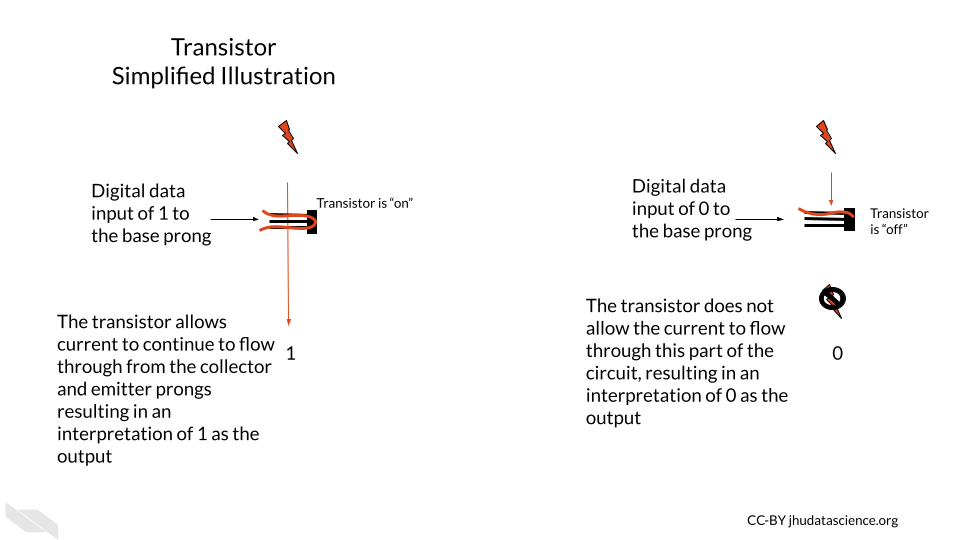 Transistor
Simplified Illustration
Digital data
input of 1 to
the base prong
Transistor is “on”
The transistor allows
current to continue to flow
through from the collector
and emitter prongs
resulting in an
interpretation of 1 as the
output
1
Digital data
input of 0 to
the base prong
Transistor
is “off”
The transistor does not
allow the current to flow
through this part of the
circuit, resulting in an
interpretation of 0 as the
output
0
CC-BY jhudatascience.org